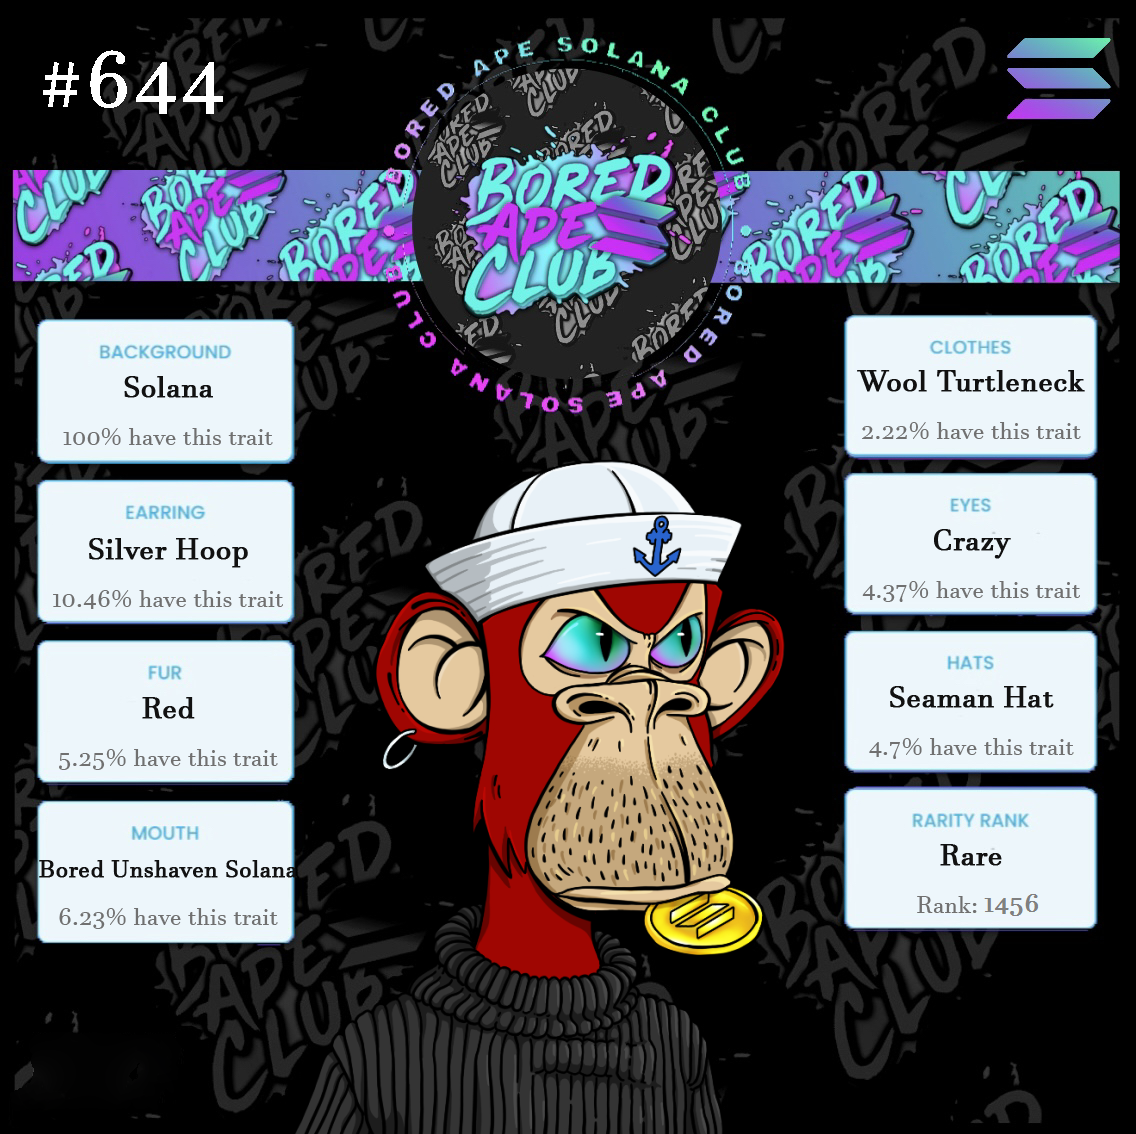 #644
BORED APE SOLANA CLUB
BORED APE SOLANA CLUB
BORED
APE
CLUB
BACKGROUND
Solana
100% have this trait
EARRING
Silver Hoop
10.46% have this trait
FUR
Red
5.25% have this trait
MOUTH
Bored Unshaven Solana
6.23% have this trait
CLOTHES
Wool Turtleneck
2.22% have this trait
EYES
Crazy
4.37% have this trait
HATS
Seaman Hat
4.7% have this trait
RARITY RANK
Rare
Rank: 1456